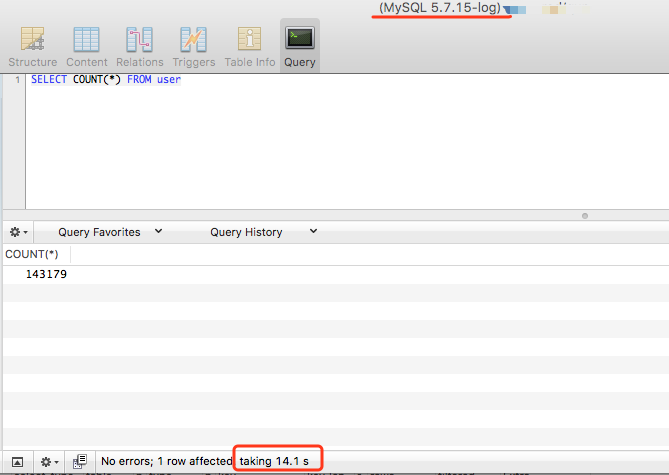 (MySQL 5.7.15-log)
Structure Content Relations Triggers Table Info Query
1 SELECT COUNT(*) FROM user
Query Favorites Query History
COUNT(*)
143179
No errors; 1 row affected taking 14.1 s